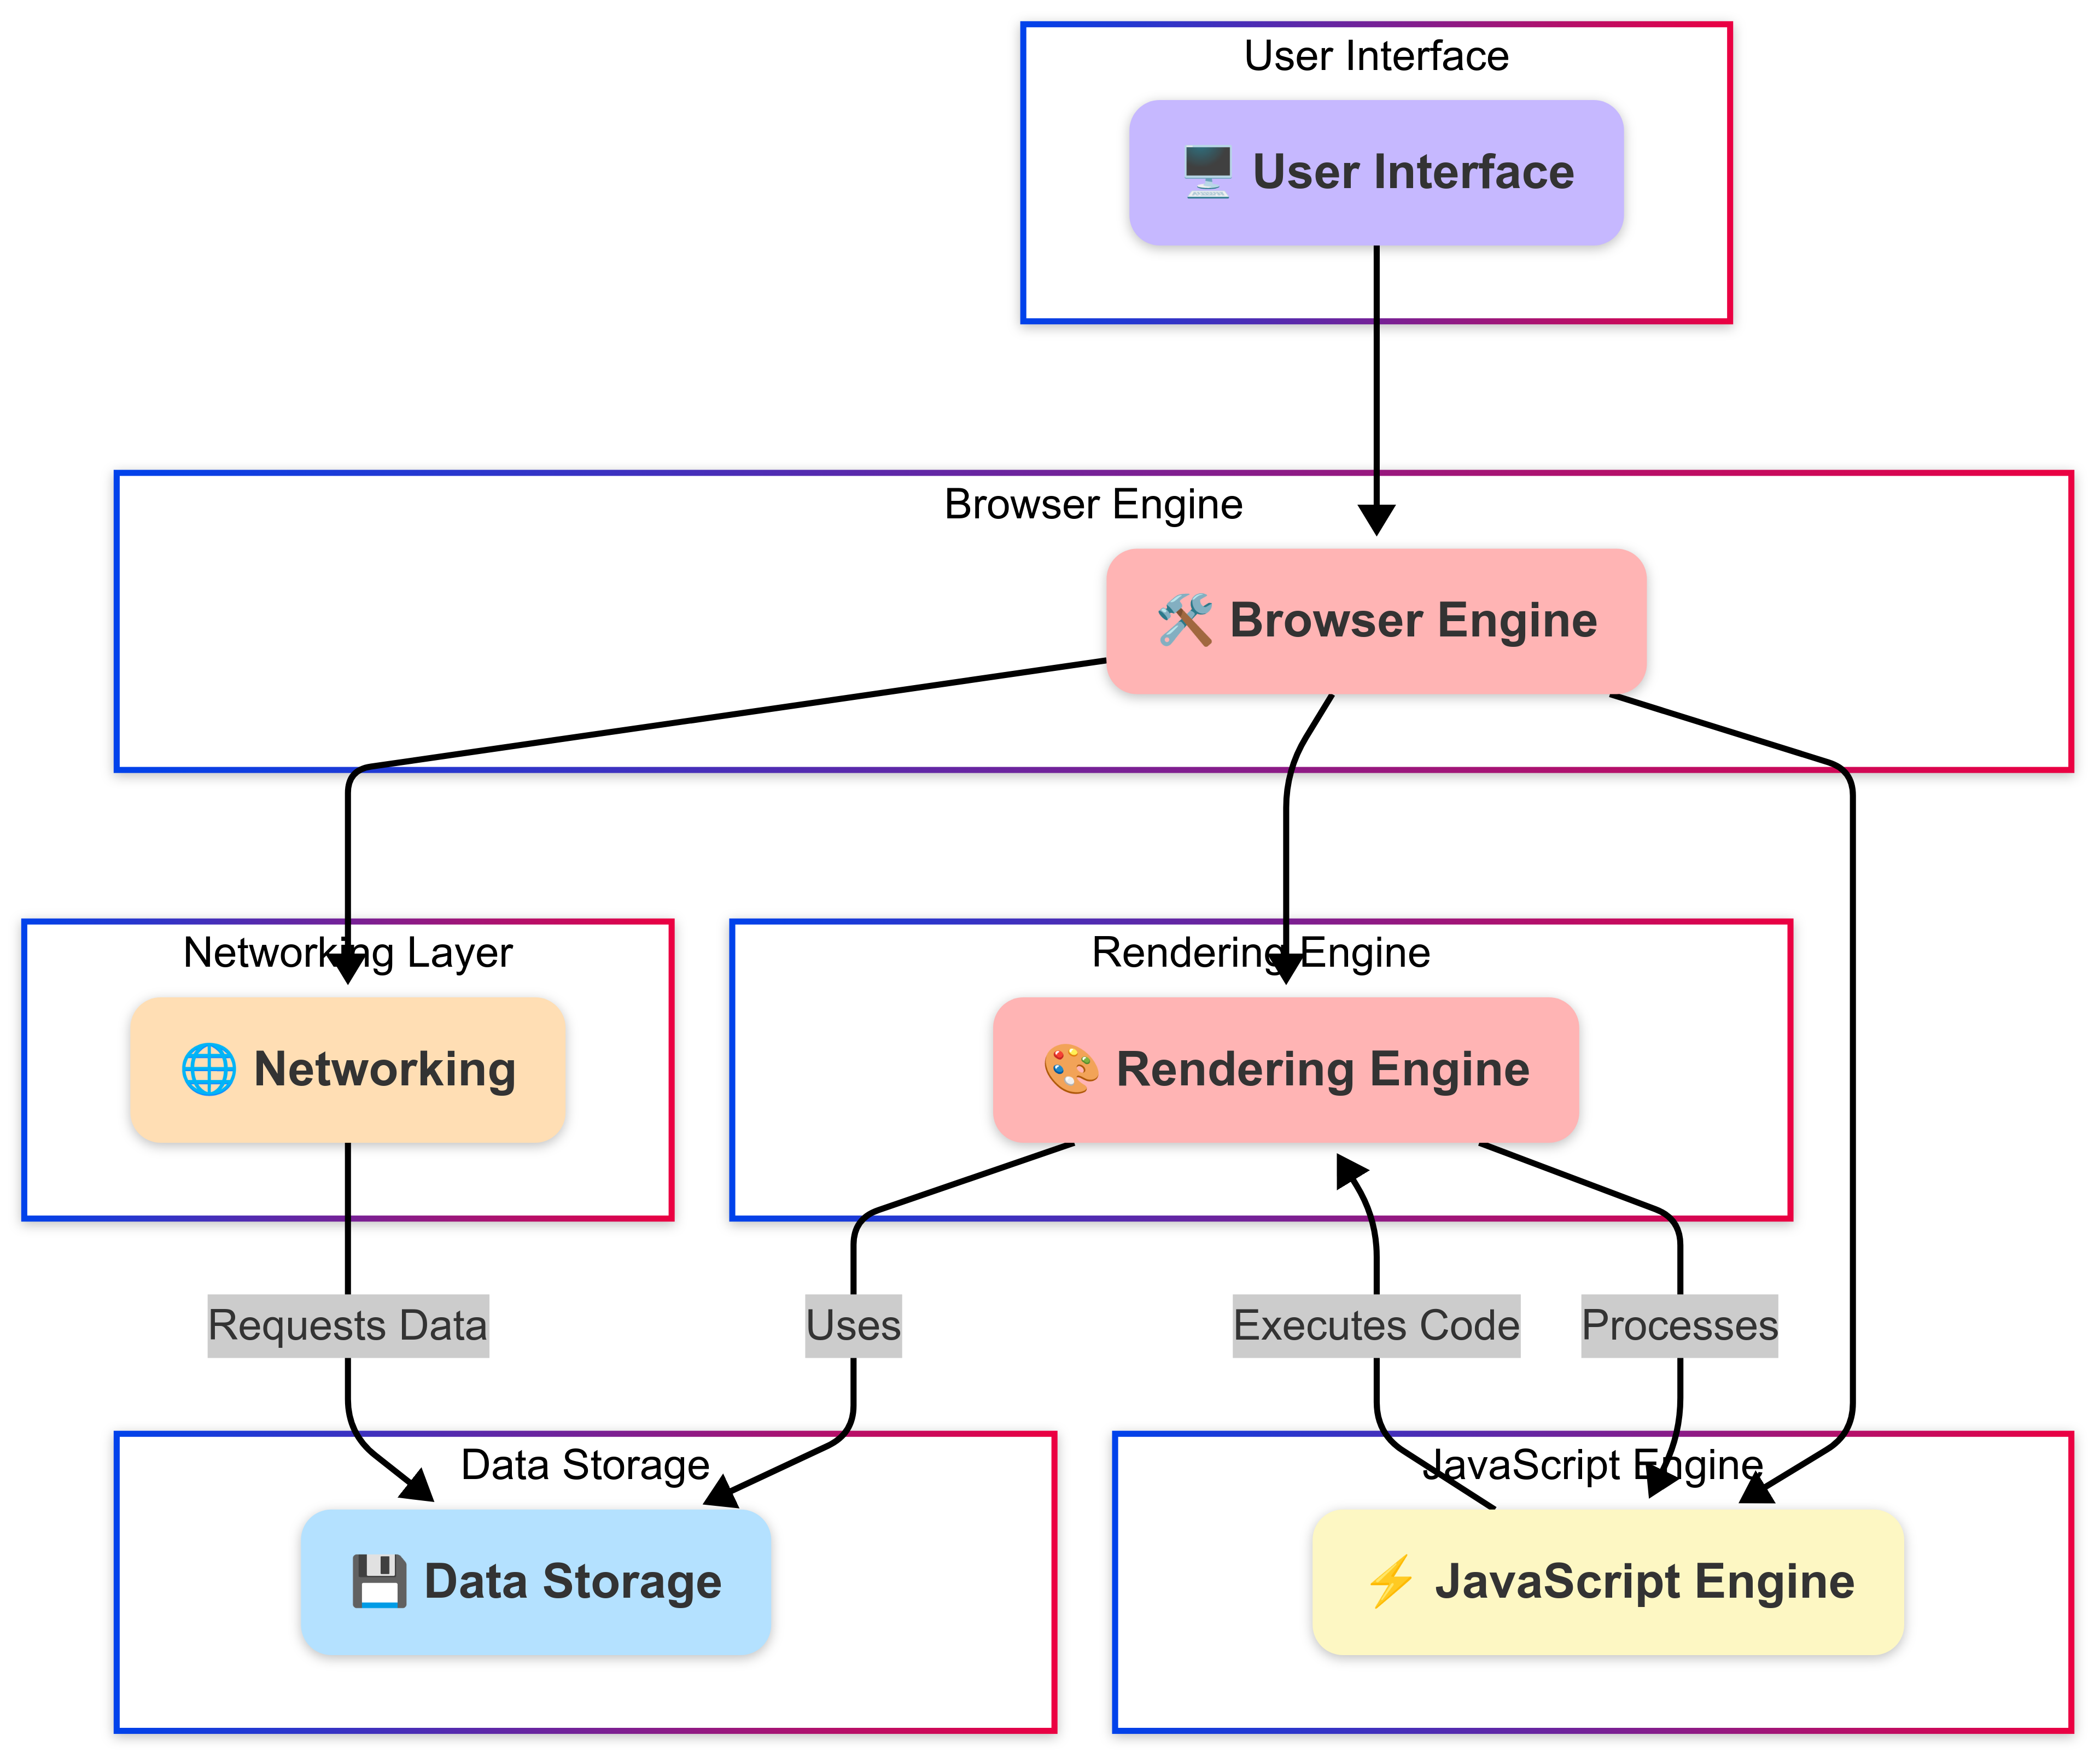 User Interface
🖥️ User Interface
Browser Engine
🛠️ Browser Engine
Networking Layer
Rendering Engine
🌐 Networking
🎨 Rendering Engine
Requests Data
Uses
Executes Code
Processes
Data Storage
JavaScript Engine
💾 Data Storage
⚡ JavaScript Engine